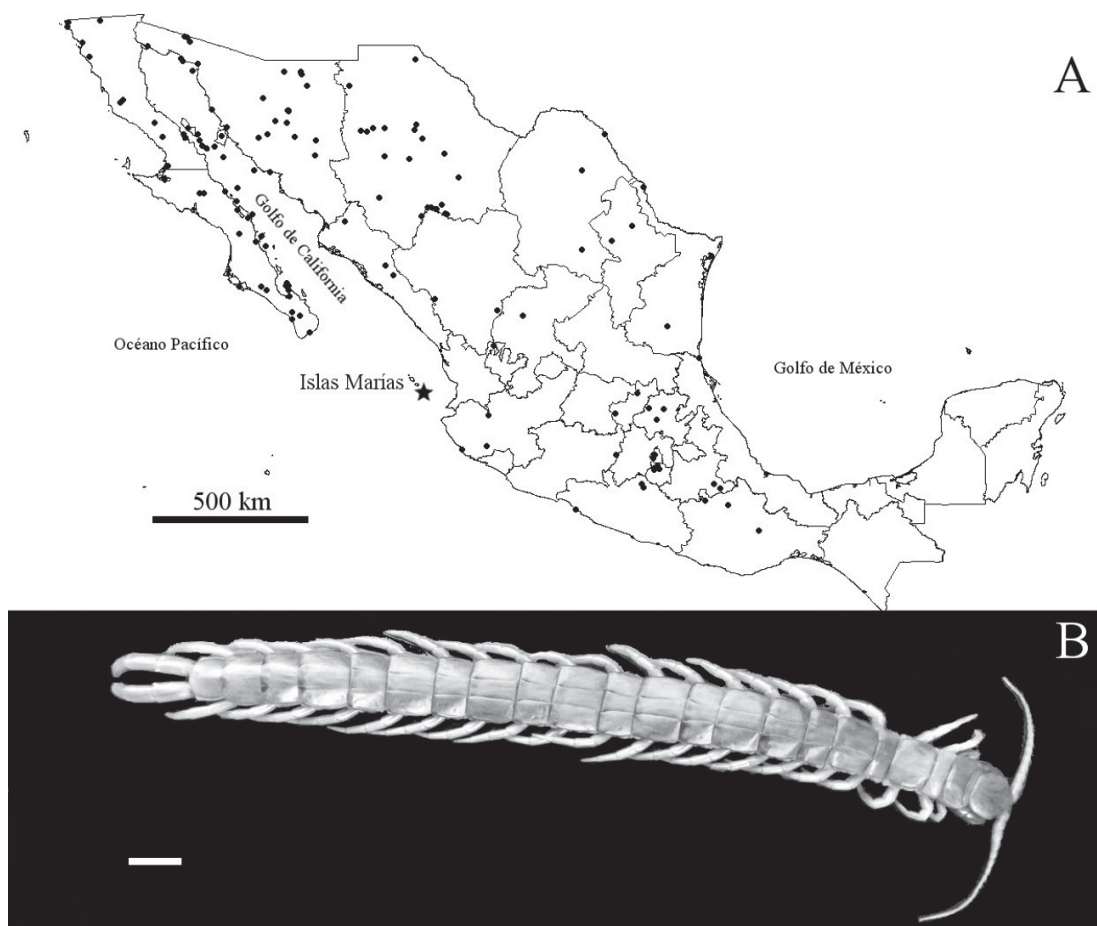 A
Golfo de California
Océano Pacífico
Golfo de México
Islas Marías
500 km
B